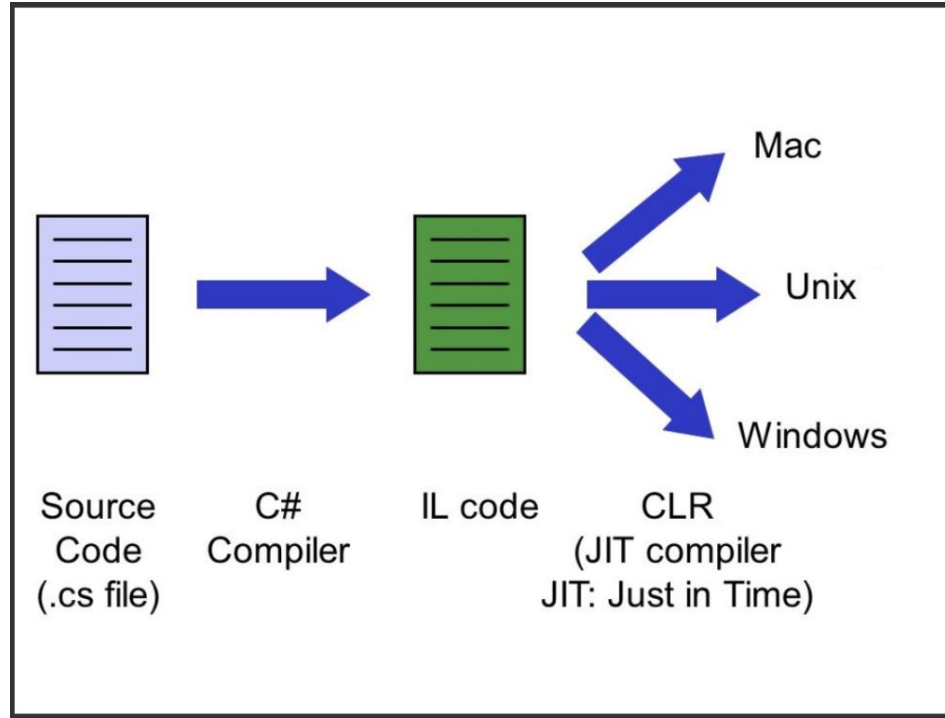 Mac
Unix
Windows
Source
Code
(.cs file)
C#
Compiler
IL code
CLR
(JIT compiler
JIT: Just in Time)